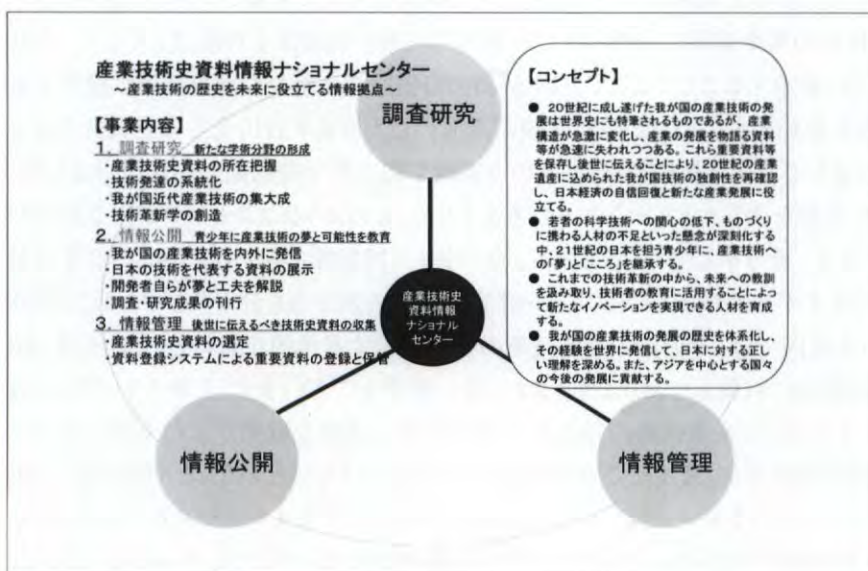 産業技術史資料情報ナショナルセンター
～産業技術の歴史を未来に役立てる情報拠点～
【事業内容】
1. 調査研究 新たな学術分野の形成
・産業技術史資料の所在把握
・技術発達の系統化
・我が国近代産業技術の集大成
・技術革新学の創造
2. 情報公開 青少年に産業技術の夢と可能性を教育
・我が国の産業技術を内外に発信
・日本の技術を代表する資料の展示
・開発者自らが夢と工夫を解説
・調査・研究成果の刊行
3. 情報管理 後世に伝えるべき技術史資料の収集
・産業技術史資料の選定
・資料登録システムによる重要資料の登録と保管
調査研究
産業技術史
資料情報
ナショナル
センター
情報公開
情報管理
【コンセプト】
● 20世紀に成し遂げた我が国の産業技術の発
展は世界史にも特筆されるものであるが、産業
構造が急激に変化し、産業の発展を物語る資料
等が急速に失われつつある。これら重要資料等
を保存し後世に伝えることにより、20世紀の産業
遺産に込められた我が国技術の独創性を再確認
し、日本経済の自信回復と新たな産業発展に役
立てる。
● 若者の科学技術への関心の低下、ものづくり
に携わる人材の不足といった懸念が深刻化する
中、21世紀の日本を担う青少年に、産業技術へ
の「夢」と「こころ」を継承する。
● これまでの技術革新の中から、未来への教訓
を汲み取り、技術者の教育に活用することによっ
て新たなイノベーションを実現できる人材を育成
する。
● 我が国の産業技術の発展の歴史を体系化し、
その経験を世界に発信して、日本に対する正し
い理解を深める。また、アジアを中心とする国々
の今後の発展に貢献する。